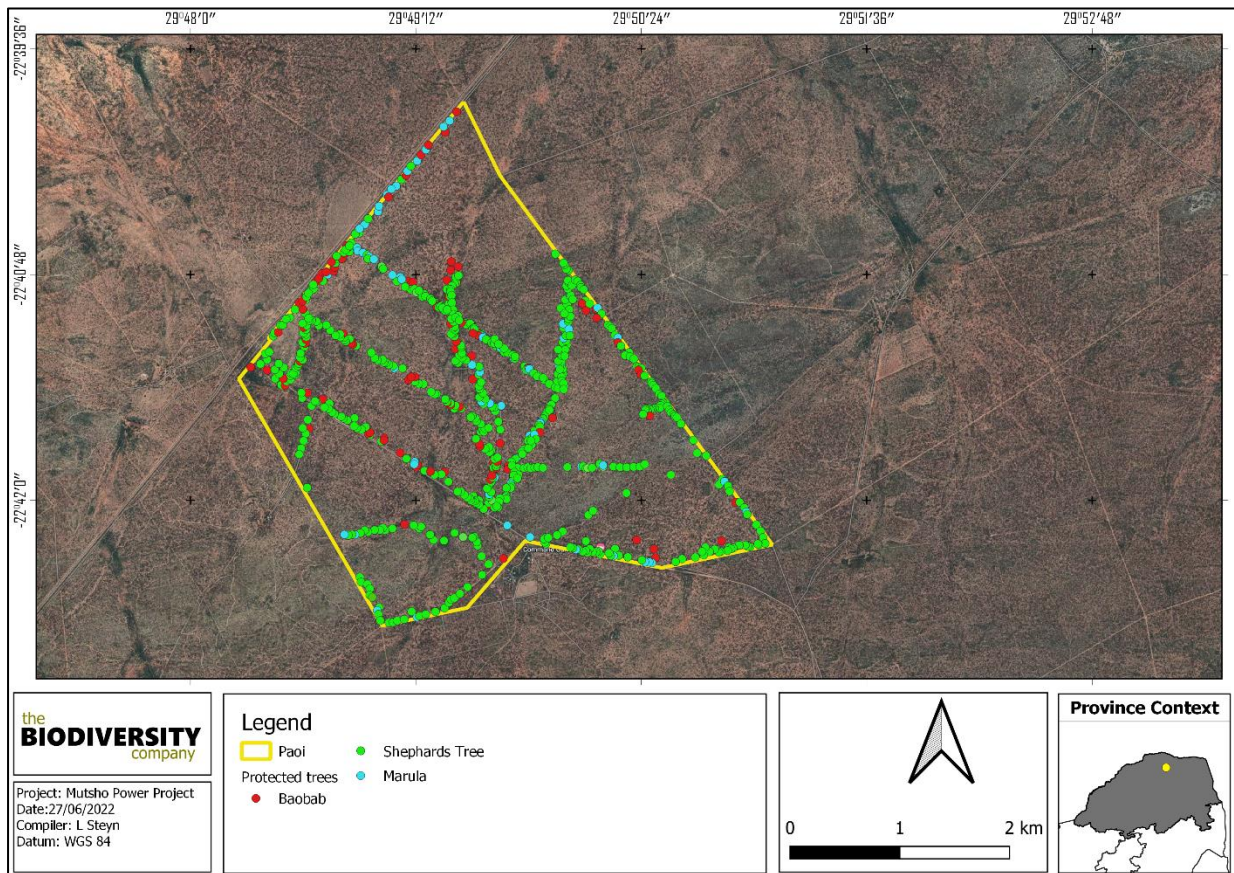 29°48′0″ 29°49′12″ 29°50′24″ 29°51′36″ 29°52′48″
-22°39′36″
-22°40′48″
-22°42′0″
the
BIODIVERSITY
company
Project: Mutsho Power Project
Date:27/06/2022
Compiler: L Steyn
Datum: WGS 84
Legend
Paoi
Protected trees
Baobab
Shephards Tree
Marula
0 1 2 km
Province Context